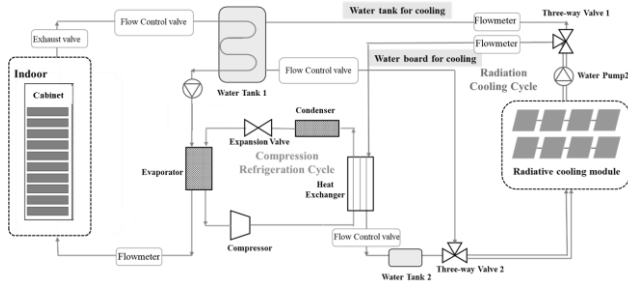 Flow Control valve
Water tank for cooling
Three-way Valve 1
Flowmeter
Exhaust valve
Flowmeter
Water board for cooling
Indoor
Flow Control valve
Radiation
Cooling Cycle
Water Pump2
Cabinet
Water Tank 1
Condenser
Expansion Valve
Compression
Refrigeration Cycle
Evaporator
Heat
Exchanger
Radiative cooling module
Flow Control valve
Compressor
Flowmeter
Water Tank 2
Three-way Valve 2